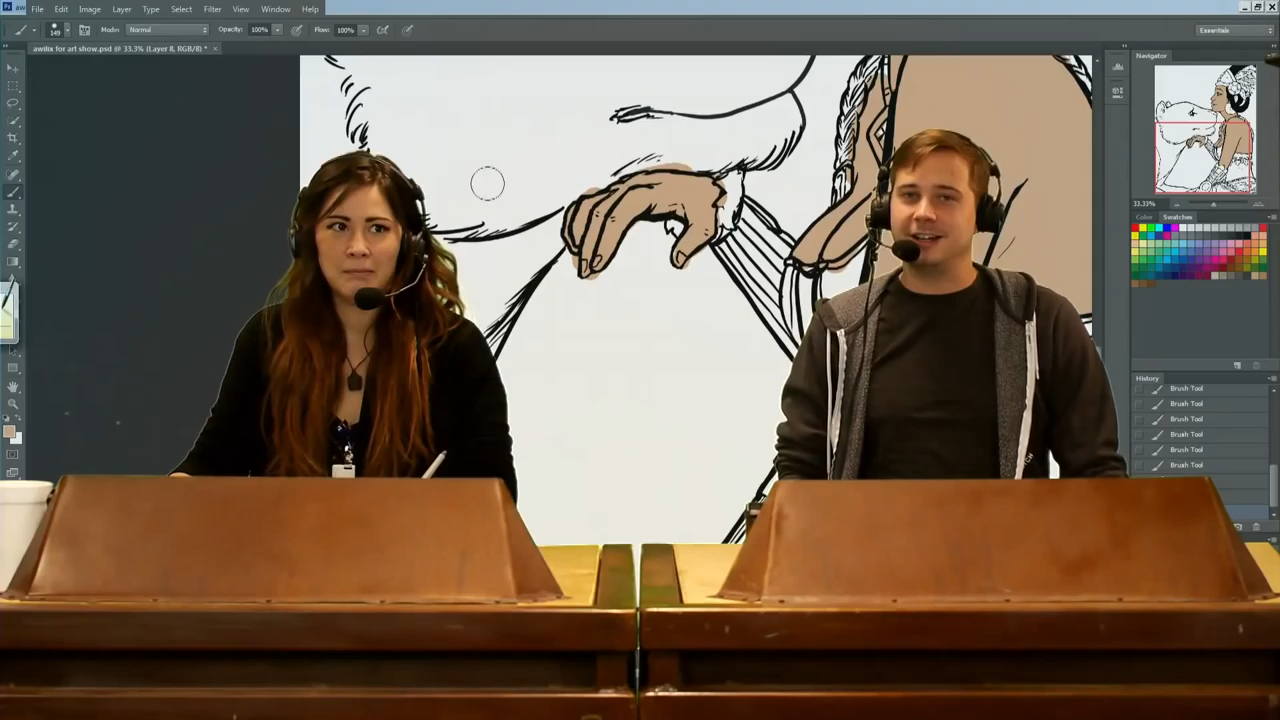 File Edit Image Layer Type Select Filter View Window Help
149 Mode: Normal Opacity: 100% Flow: 100% Essentials
awilix for art show.psd @ 33.3% (Layer 8, RGB/8) * ×
Navigator
33.33%
Color Swatches
History
Brush Tool
Brush Tool
Brush Tool
Brush Tool
Brush Tool
Brush Tool